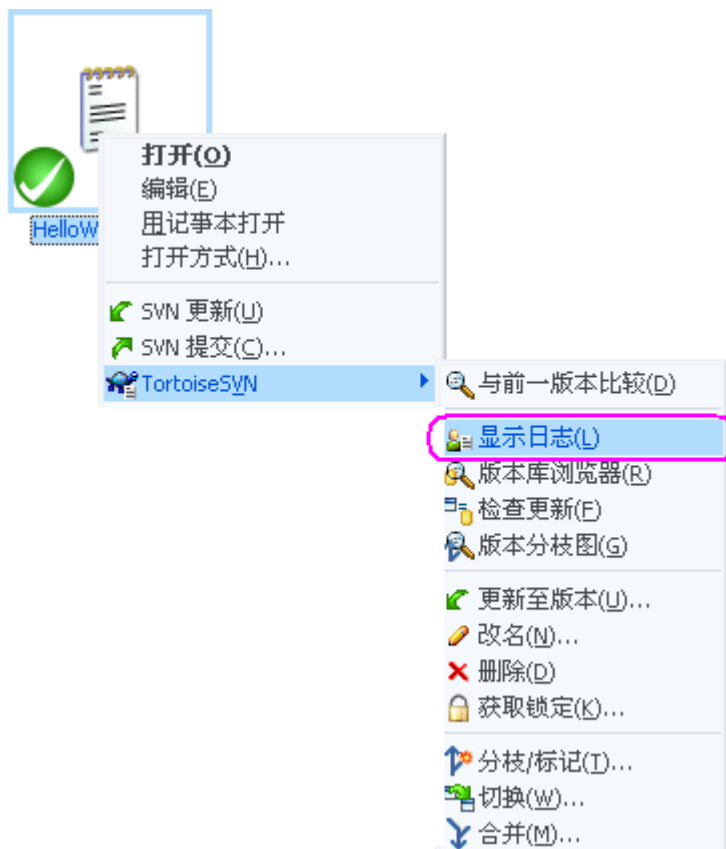 打开(O)
编辑(E)
用记事本打开
打开方式(H)...
HelloW
SVN 更新(U)
SVN 提交(C)...
TortoiseSVN
与前一版本比较(D)
显示日志(L)
版本库浏览器(R)
检查更新(F)
版本分枝图(G)
更新至版本(U)...
改名(N)...
删除(D)
获取锁定(K)...
分枝/标记(T)...
切换(W)...
合并(M)...